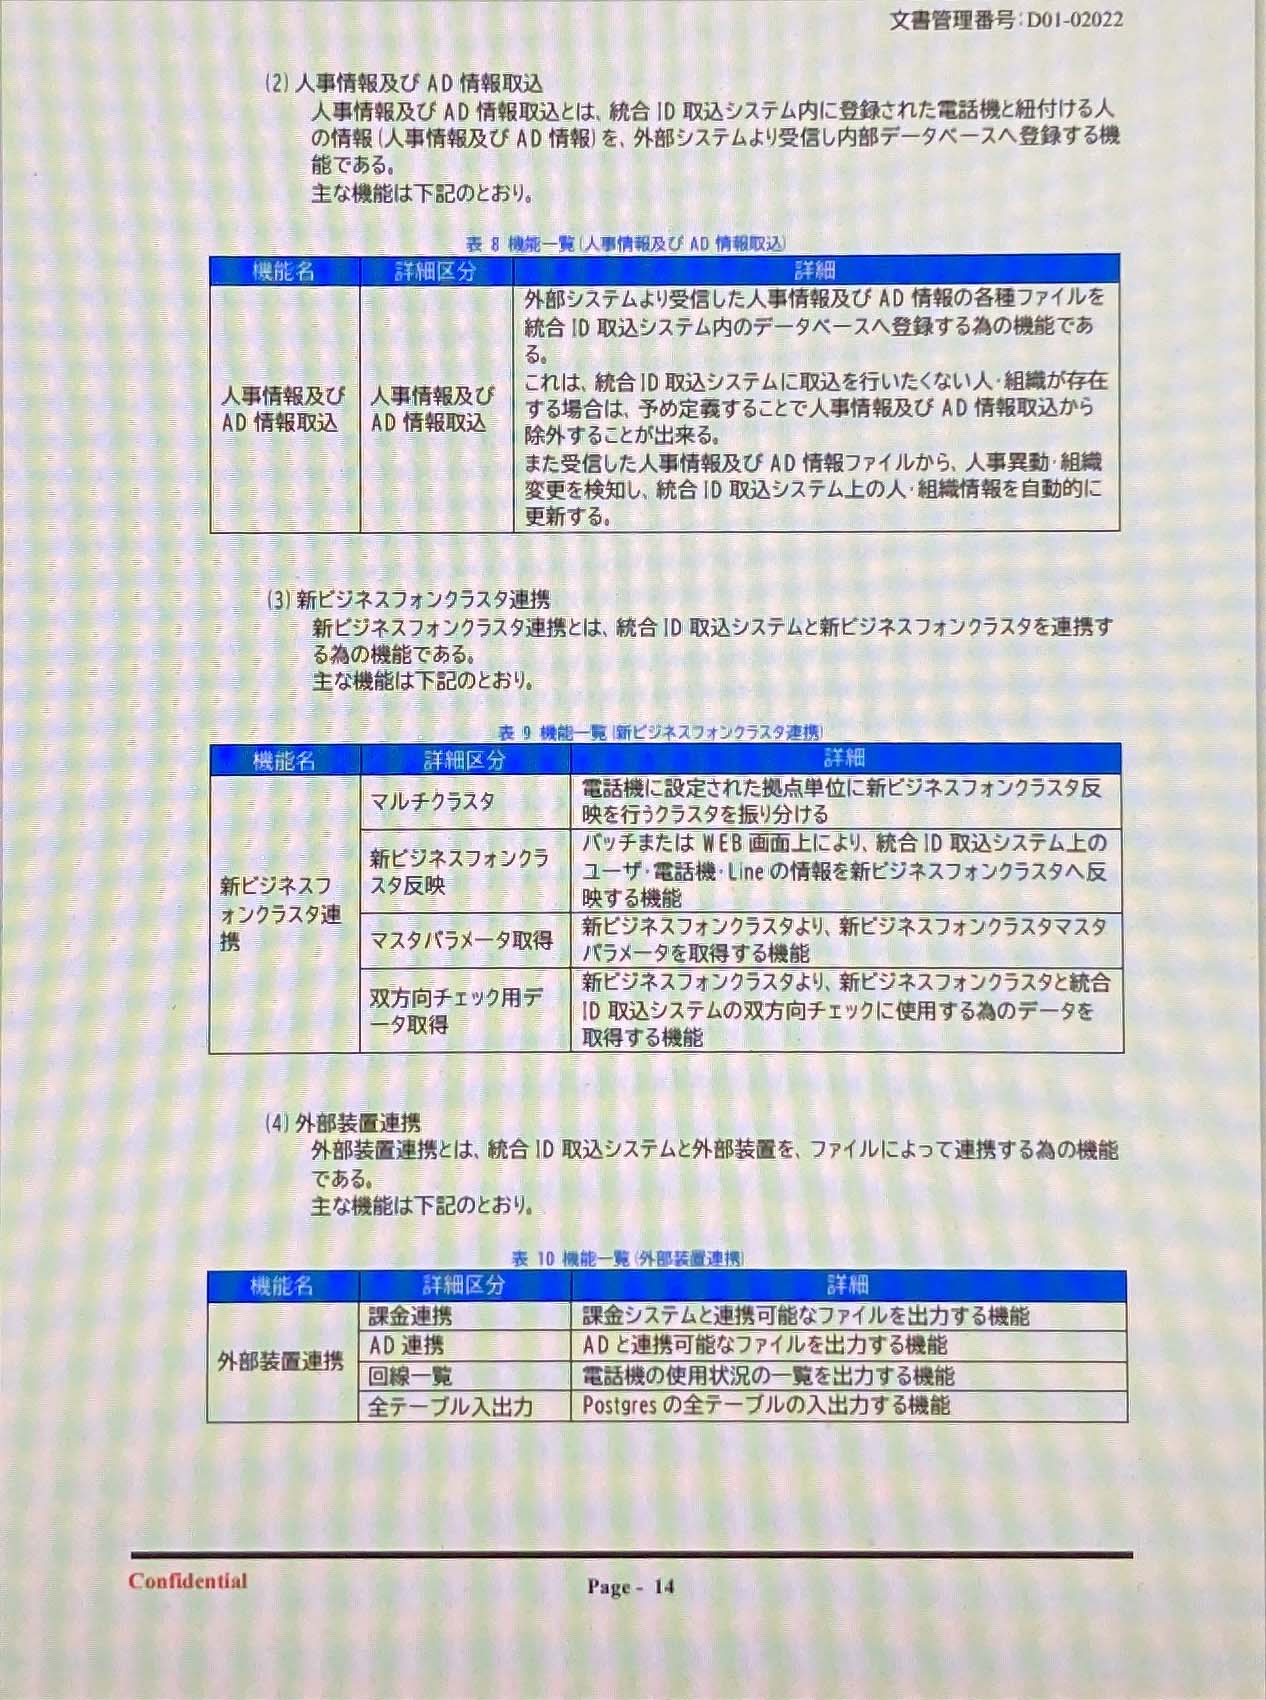 文書管理番号：D01-02022
(2) 人事情報及び AD 情報取込
人事情報及び AD 情報取込とは、統合 ID 取込システム内に登録された電話機と紐付ける人
の情報（人事情報及び AD 情報）を、外部システムより受信し内部データベースへ登録する機
能である。
主な機能は下記のとおり。
表 8 機能一覧（人事情報及び AD 情報取込）
機能名 詳細区分 詳細
人事情報及び
AD 情報取込
人事情報及び
AD 情報取込
外部システムより受信した人事情報及び AD 情報の各種ファイルを
統合 ID 取込システム内のデータベースへ登録する為の機能であ
る。
これは、統合 ID 取込システムに取込を行いたくない人・組織が存在
する場合は、予め定義することで人事情報及び AD 情報取込から
除外することが出来る。
また受信した人事情報及び AD 情報ファイルから、人事異動・組織
変更を検知し、統合 ID 取込システム上の人・組織情報を自動的に
更新する。
(3) 新ビジネスフォンクラスタ連携
新ビジネスフォンクラスタ連携とは、統合 ID 取込システムと新ビジネスフォンクラスタを連携す
る為の機能である。
主な機能は下記のとおり。
表 9 機能一覧（新ビジネスフォンクラスタ連携）
機能名 詳細区分 詳細
新ビジネスフ
ォンクラスタ連
携
マルチクラスタ
電話機に設定された拠点単位に新ビジネスフォンクラスタ反
映を行うクラスタを振り分ける
新ビジネスフォンクラ
スタ反映
バッチまたは WEB 画面上により、統合 ID 取込システム上の
ユーザ・電話機・Line の情報を新ビジネスフォンクラスタへ反
映する機能
マスタパラメータ取得
新ビジネスフォンクラスタより、新ビジネスフォンクラスタマスタ
パラメータを取得する機能
双方向チェック用デ
ータ取得
新ビジネスフォンクラスタより、新ビジネスフォンクラスタと統合
ID 取込システムの双方向チェックに使用する為のデータを
取得する機能
(4) 外部装置連携
外部装置連携とは、統合 ID 取込システムと外部装置を、ファイルによって連携する為の機能
である。
主な機能は下記のとおり。
表 10 機能一覧（外部装置連携）
機能名 詳細区分 詳細
外部装置連携
課金連携 課金システムと連携可能なファイルを出力する機能
AD 連携 AD と連携可能なファイルを出力する機能
回線一覧 電話機の使用状況の一覧を出力する機能
全テーブル入出力 Postgres の全テーブルの入出力する機能
Confidential
Page - 14